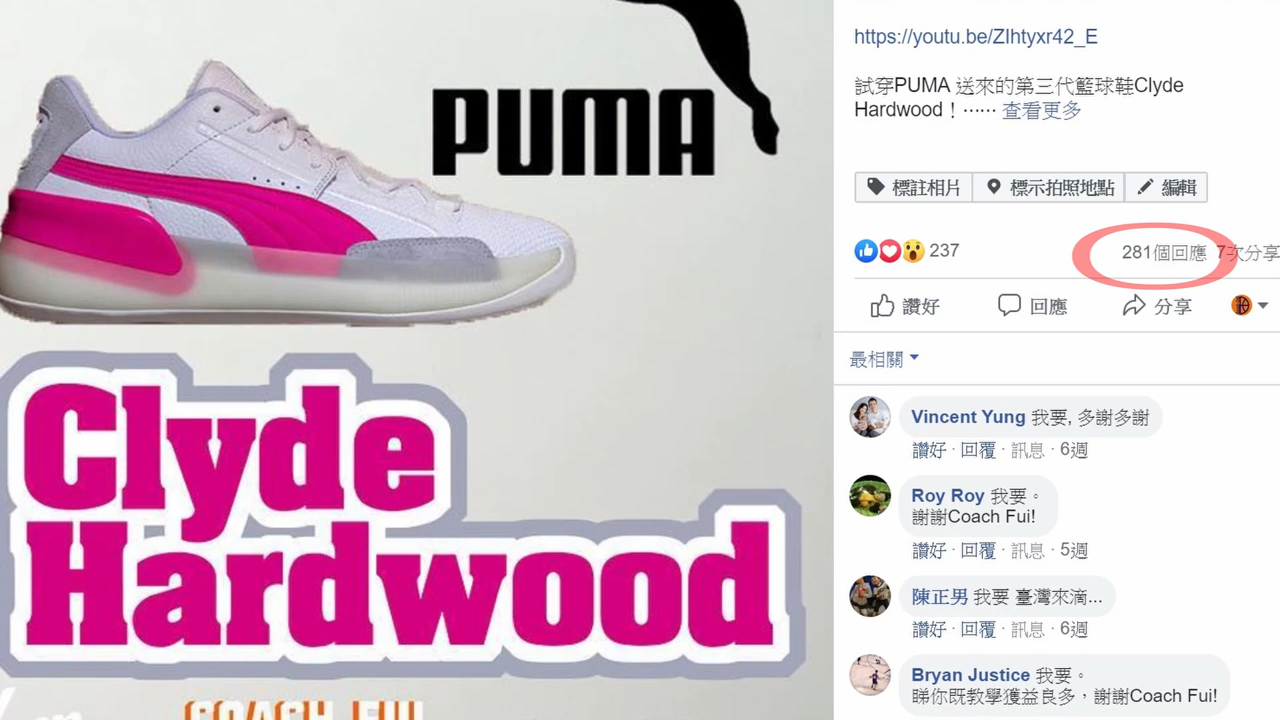 PUMA
Clyde
Hardwood
COACH FUI
https://youtu.be/ZIhtyxr42_E
試穿PUMA 送來的第三代籃球鞋Clyde
Hardwood！⋯⋯ 查看更多
標註相片 標示拍照地點 編輯
237 281個回應 7次分享
讚好 回應 分享
最相關
Vincent Yung 我要, 多謝多謝
讚好 · 回覆 · 訊息 · 6週
Roy Roy 我要。
謝謝Coach Fui!
讚好 · 回覆 · 訊息 · 5週
陳正男 我要 臺灣來滴...
讚好 · 回覆 · 訊息 · 6週
Bryan Justice 我要。
睇你既教學獲益良多，謝謝Coach Fui!